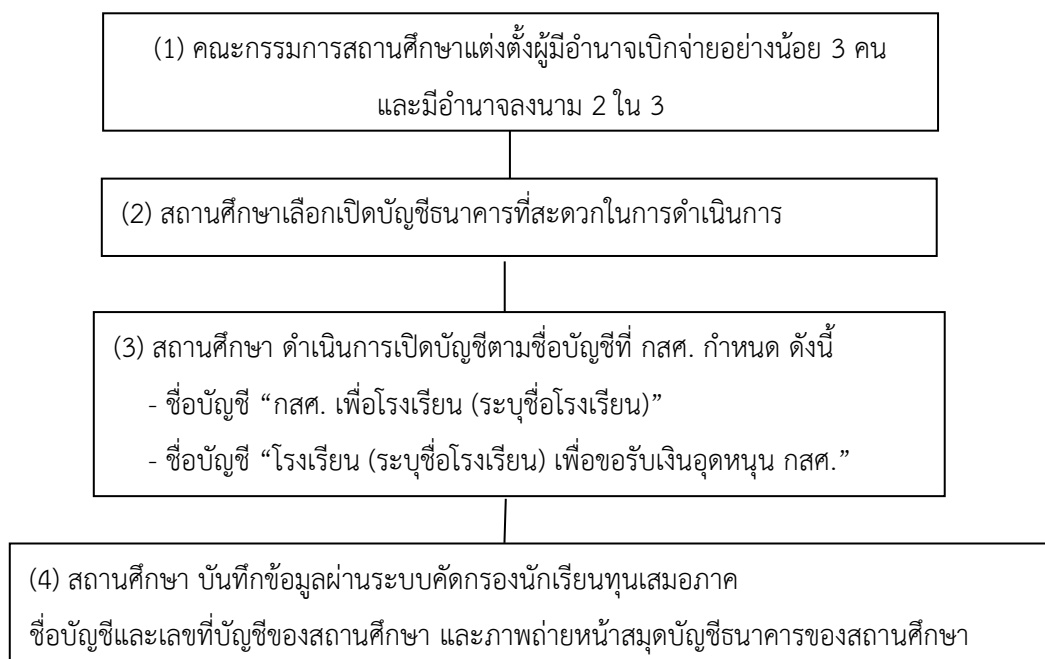 (1) คณะกรรมการสถานศึกษาแต่งตั้งผู้มีอำนาจเบิกจ่ายอย่างน้อย 3 คน
และมีอำนาจลงนาม 2 ใน 3
(2) สถานศึกษาเลือกเปิดบัญชีธนาคารที่สะดวกในการดำเนินการ
(3) สถานศึกษา ดำเนินการเปิดบัญชีตามชื่อบัญชีที่ กสศ. กำหนด ดังนี้
- ชื่อบัญชี “กสศ. เพื่อโรงเรียน (ระบุชื่อโรงเรียน)”
- ชื่อบัญชี “โรงเรียน (ระบุชื่อโรงเรียน) เพื่อขอรับเงินอุดหนุน กสศ.”
(4) สถานศึกษา บันทึกข้อมูลผ่านระบบคัดกรองนักเรียนทุนเสมอภาค
ชื่อบัญชีและเลขที่บัญชีของสถานศึกษา และภาพถ่ายหน้าสมุดบัญชีธนาคารของสถานศึกษา